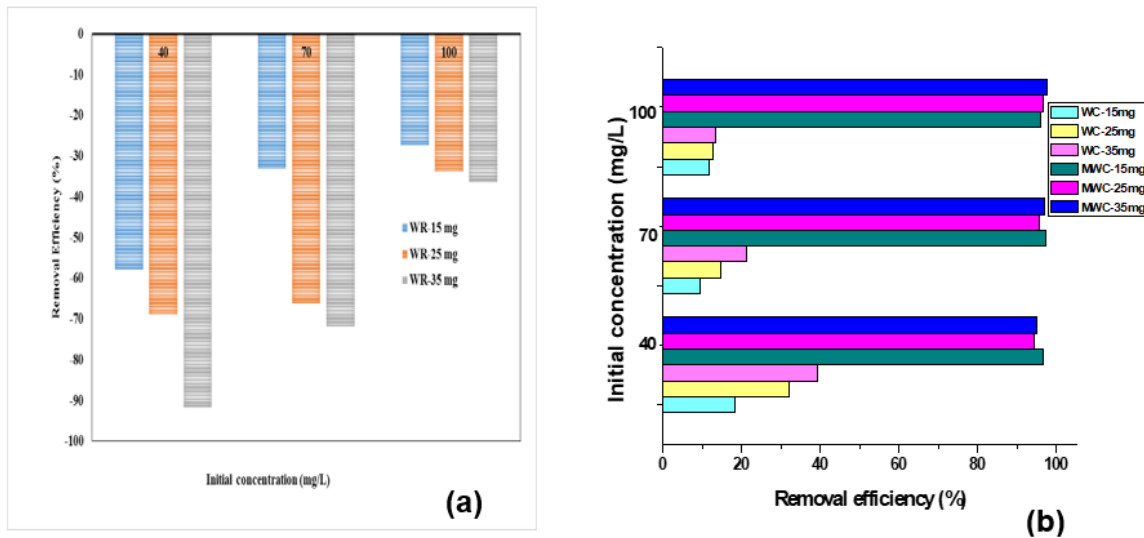 0
-10
-20
-30
-40
-50
-60
-70
-80
-90
-100
Removal Efficiency (%)
40
70
100
WR-15 mg
WR-25 mg
WR-35 mg
Initial concentration (mg/L)
(a)
Initial concentration (mg/L)
100
70
40
0
20
40
60
80
100
Removal efficiency (%)
WC-15mg
WC-25mg
WC-35mg
MWC-15mg
MWC-25mg
MWC-35mg
(b)